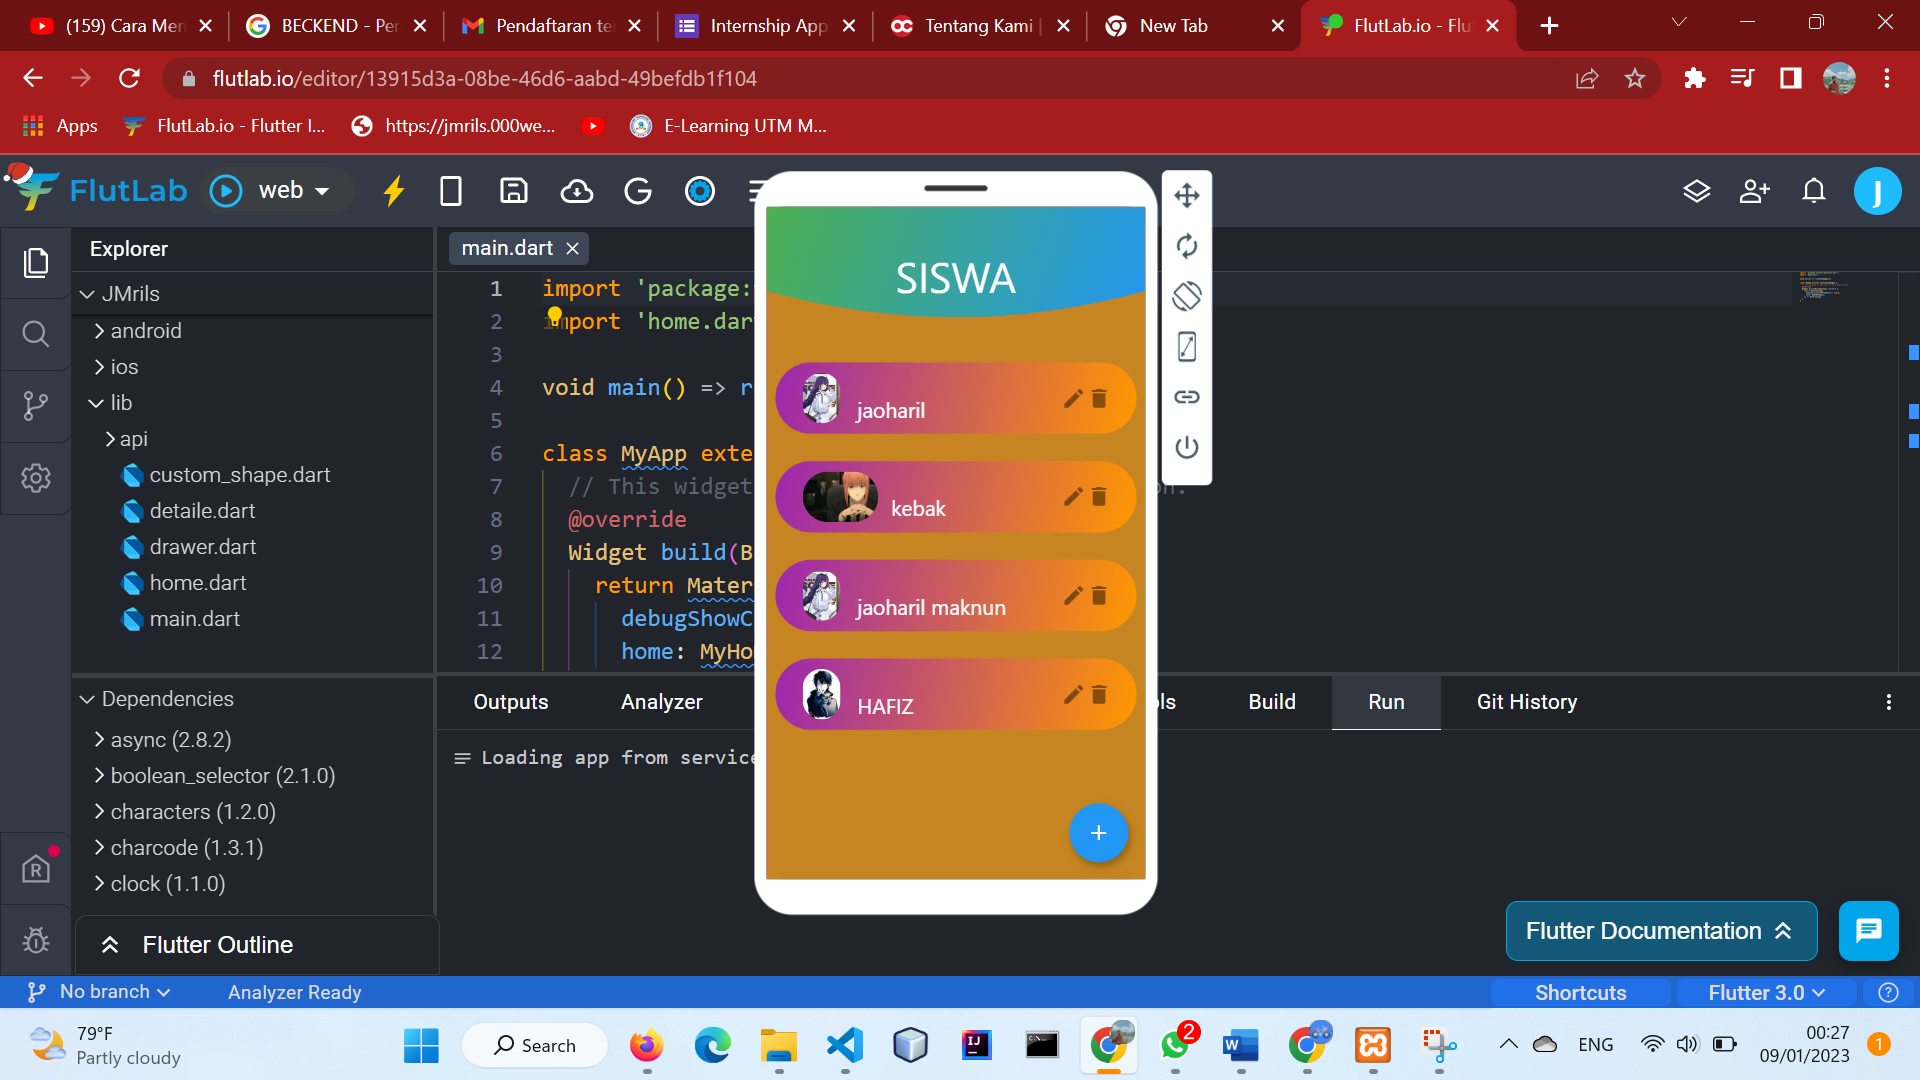 (159) Cara Men
BECKEND - Per
Pendaftaran te
Internship App
Tentang Kami |
New Tab
FlutLab.io - Flu
flutlab.io/editor/13915d3a-08be-46d6-aabd-49befdb1f104
Apps
FlutLab.io - Flutter I...
https://jmrils.000we...
E-Learning UTM M...
FlutLab
web
J
Explorer
main.dart
JMrils
android
ios
lib
api
custom_shape.dart
detaile.dart
drawer.dart
home.dart
main.dart
1 import 'package:
2 import 'home.dar
3
4 void main() => r
5
6 class MyApp exte
7 // This widget
8 @override
9 Widget build(B
10 return Mater
11 debugShowC
12 home: MyHo
SISWA
jaoharil
kebak
jaoharil maknun
HAFIZ
+
Dependencies
async (2.8.2)
boolean_selector (2.1.0)
characters (1.2.0)
charcode (1.3.1)
clock (1.1.0)
Flutter Outline
Outputs
Analyzer
ls
Build
Run
Git History
Loading app from service
Flutter Documentation
No branch
Analyzer Ready
Shortcuts
Flutter 3.0
79°F
Partly cloudy
Search
2
ENG
00:27
09/01/2023
1